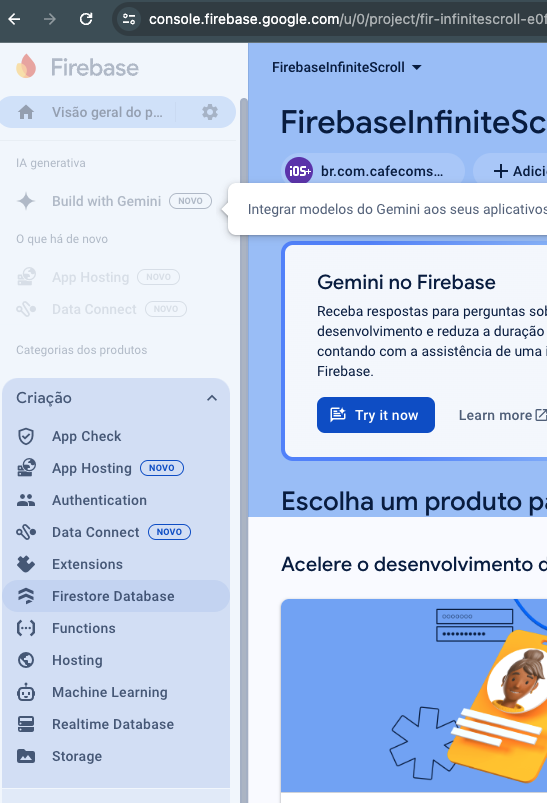 console.firebase.google.com/u/0/project/fir-infinitescroll-e0f
Firebase
FirebaseInfiniteScroll
Visão geral do p...
IA generativa
Build with Gemini NOVO
O que há de novo
App Hosting NOVO
Data Connect NOVO
Categorias dos produtos
Criação
App Check
App Hosting NOVO
Authentication
Data Connect NOVO
Extensions
Firestore Database
Functions
Hosting
Machine Learning
Realtime Database
Storage
FirebaseInfiniteSc
iOS+ br.com.cafecoms...
+ Adici
Integrar modelos do Gemini aos seus aplicativos
Gemini no Firebase
Receba respostas para perguntas sob
desenvolvimento e reduza a duração
contando com a assistência de uma i
Firebase.
Try it now
Learn more
Escolha um produto pa
Acelere o desenvolvimento d